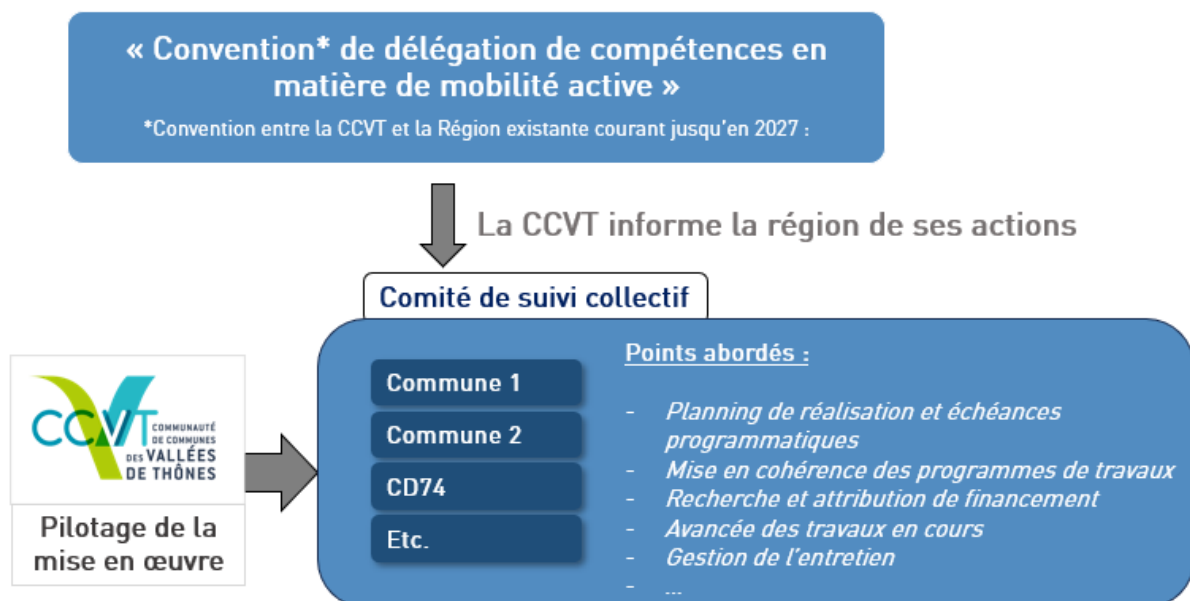 « Convention* de délégation de compétences en
matière de mobilité active »
*Convention entre la CCVT et la Région existante courant jusqu'en 2027 :
La CCVT informe la région de ses actions
Comité de suivi collectif
CCVT
COMMUNAUTÉ
DE COMMUNES
DES VALLÉES
DE THÔNES
Pilotage de la
mise en œuvre
Commune 1
Commune 2
CD74
Etc.
Points abordés :
- Planning de réalisation et échéances
programmatiques
- Mise en cohérence des programmes de travaux
- Recherche et attribution de financement
- Avancée des travaux en cours
- Gestion de l'entretien
- ...